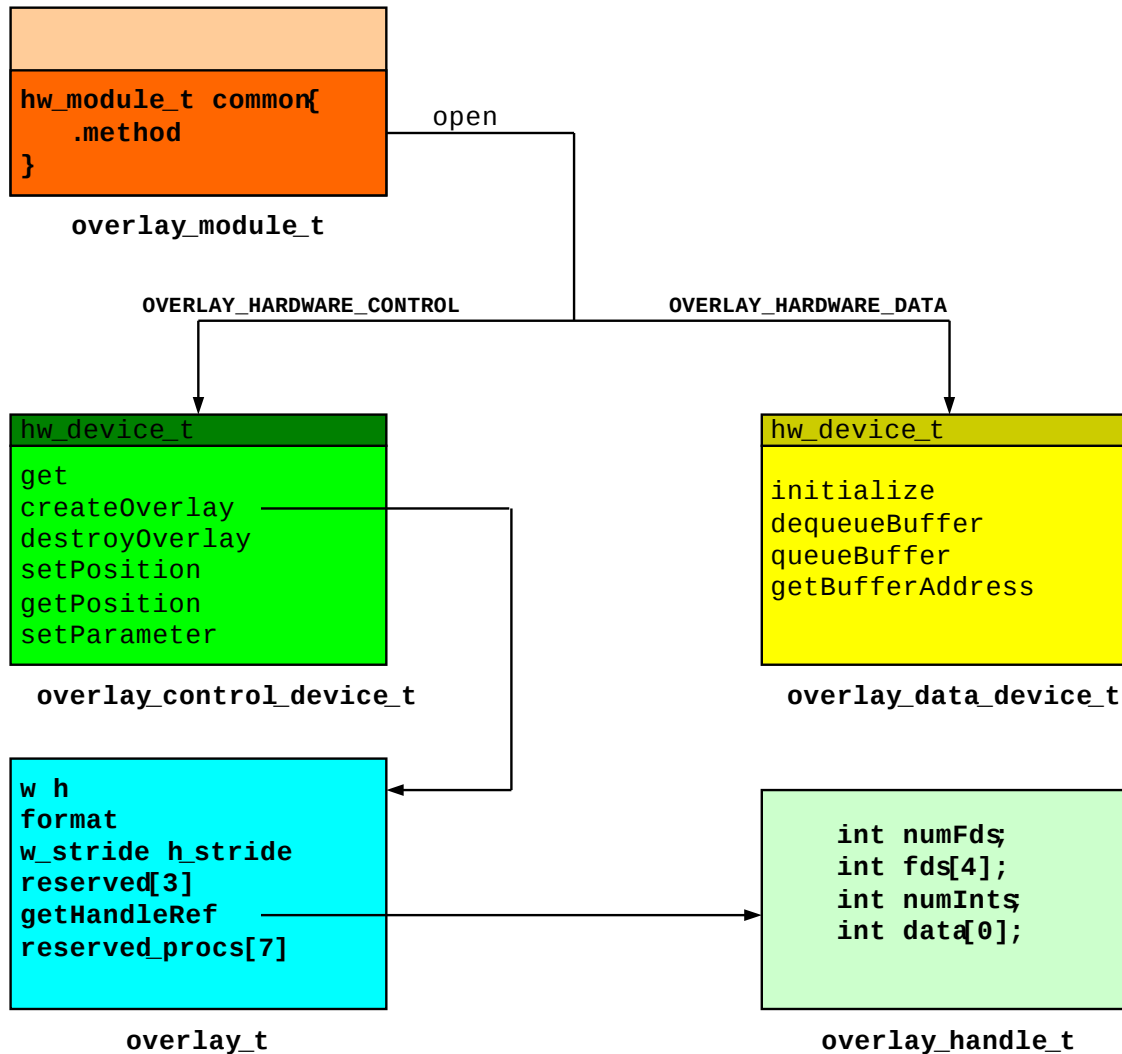 hw_module_t common{
.method
}
open
overlay_module_t
OVERLAY_HARDWARE_CONTROL
OVERLAY_HARDWARE_DATA
hw_device_t
get
createOverlay
destroyOverlay
setPosition
getPosition
setParameter
overlay_control_device_t
hw_device_t
initialize
dequeueBuffer
queueBuffer
getBufferAddress
overlay_data_device_t
w h
format
w_stride h_stride
reserved[3]
getHandleRef
reserved_procs[7]
overlay_t
int numFds;
int fds[4];
int numInts;
int data[0];
overlay_handle_t